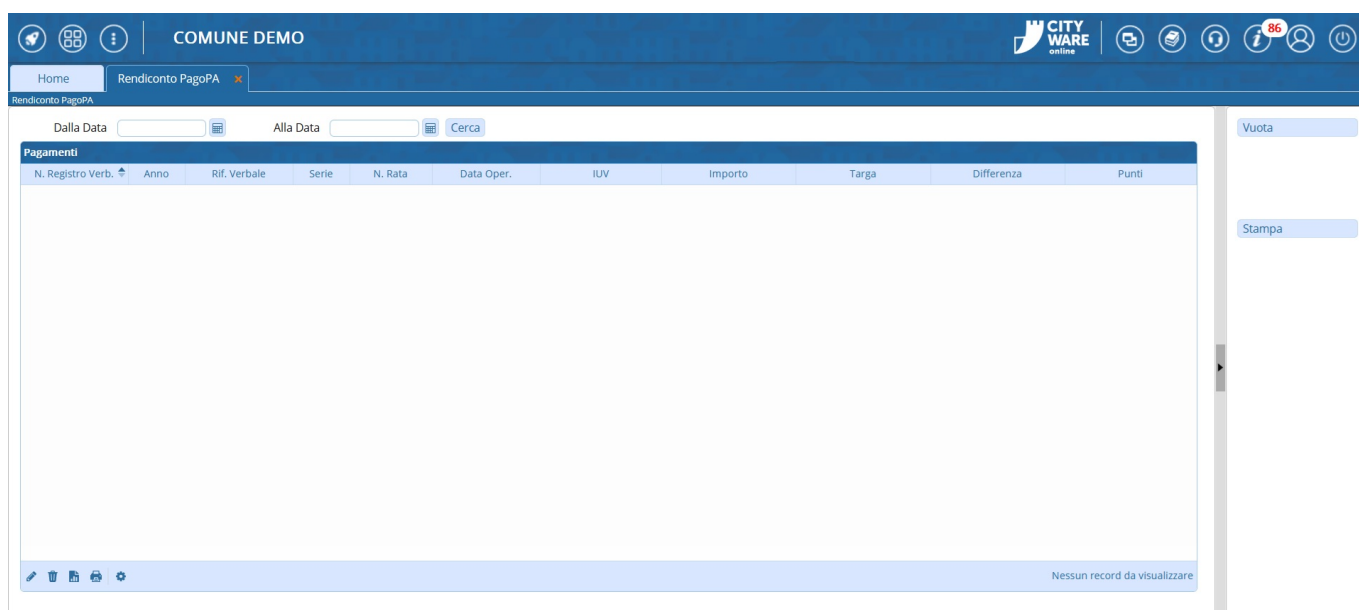 COMUNE DEMO
CITY
WARE
online
86
Home
Rendiconto PagoPA
Rendiconto PagoPA
Dalla Data Alla Data Cerca
Vuota
Pagamenti
N. Registro Verb. Anno Rif. Verbale Serie N. Rata Data Oper. IUV Importo Targa Differenza Punti
Stampa
Nessun record da visualizzare